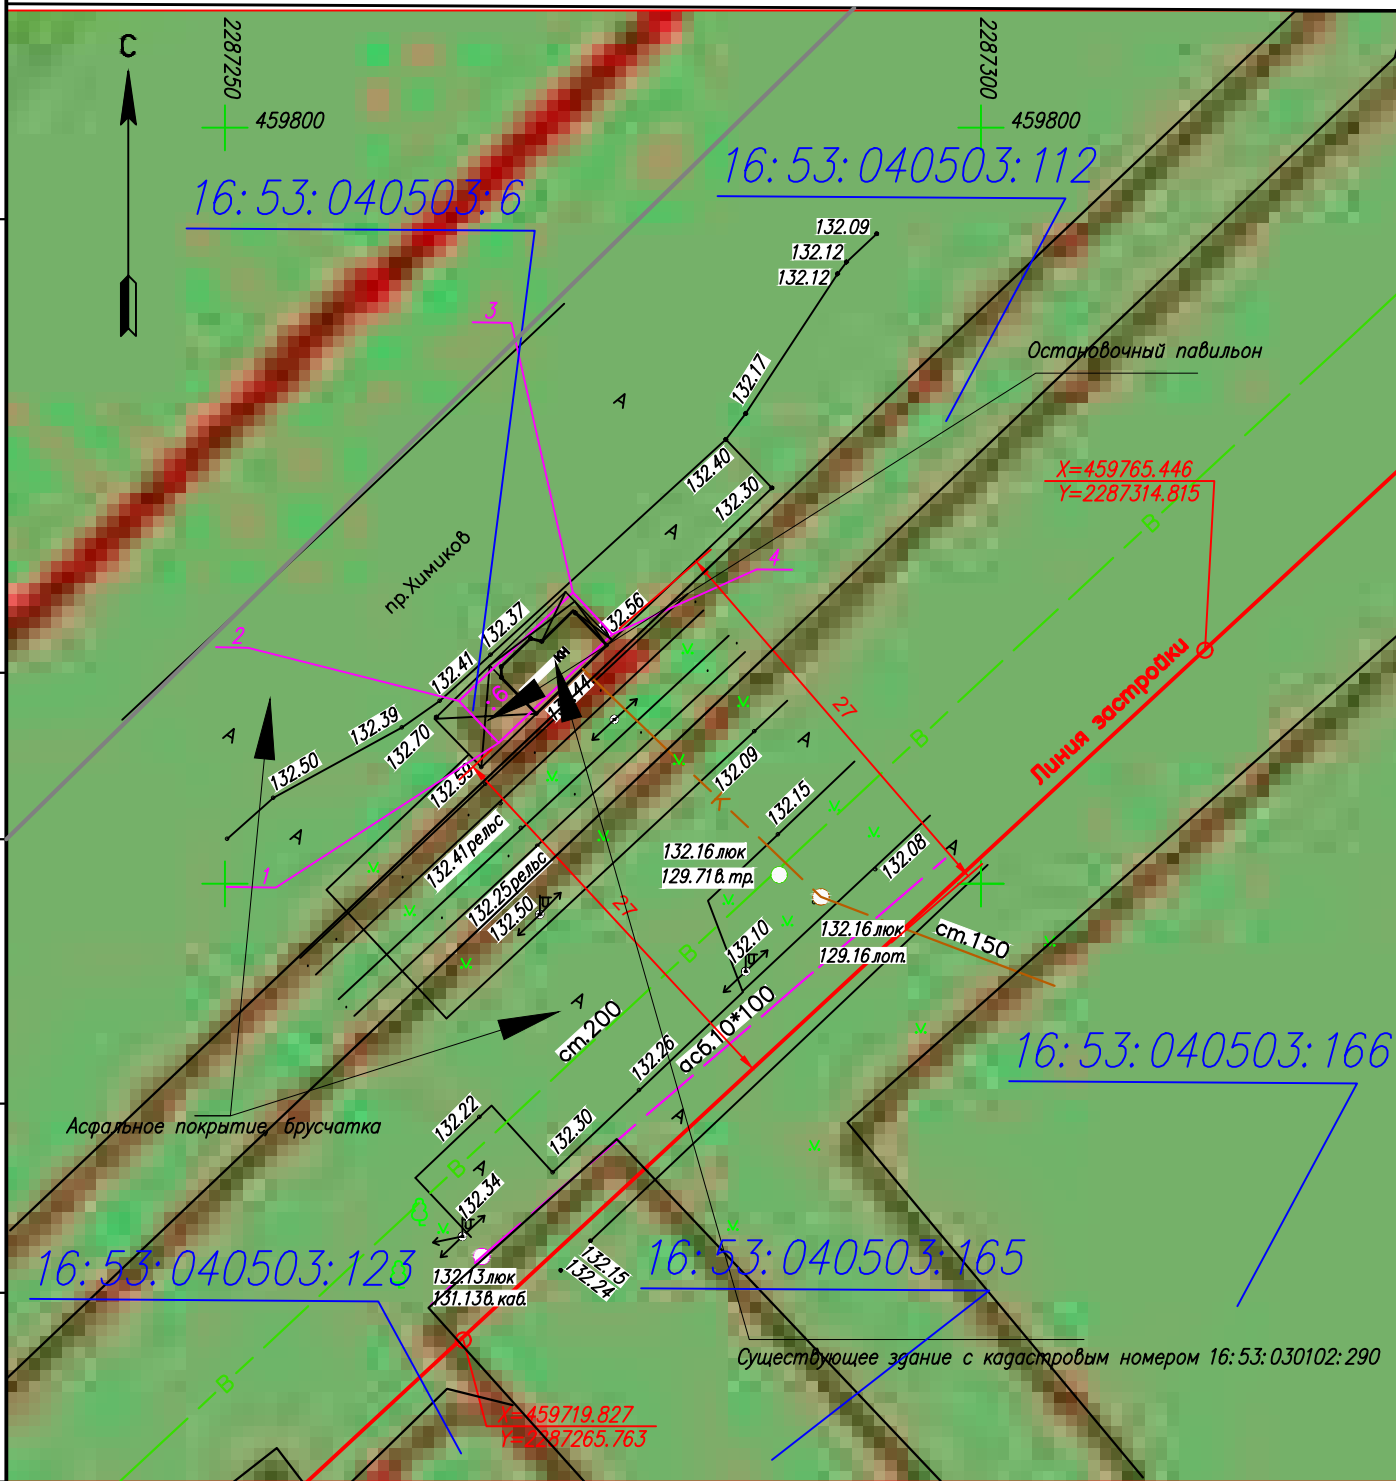 С
2287250
459800
2287300
459800
16:53:040503:6
16:53:040503:112
132.09
132.12
132.12
3
132.17
А
Остановочный павильон
132.40
132.30
X=459765.446
Y=2287314.815
В
А
пр.Химиков
4
132.56
132.37
2
132.41
кн
Линия застройки
27
В
А
132.39
132.70
А
132.50
132.59
132.09
К
132.15
А
132.41рельс
132.16люк
129.71в.тр.
132.08
А
1
132.25рельс
132.50
27
132.16люк
129.16лот.
ст.150
132.10
В
А
ст.200
асб.10*100
132.26
16:53:040503:166
Асфальное покрытие, брусчатка
132.22
132.30
А
В
А
132.34
16:53:040503:123
132.13люк
131.13в.каб.
132.15
132.24
16:53:040503:165
Существующее здание с кадастровым номером 16:53:030102:290
В
X=459719.827
Y=2287265.763